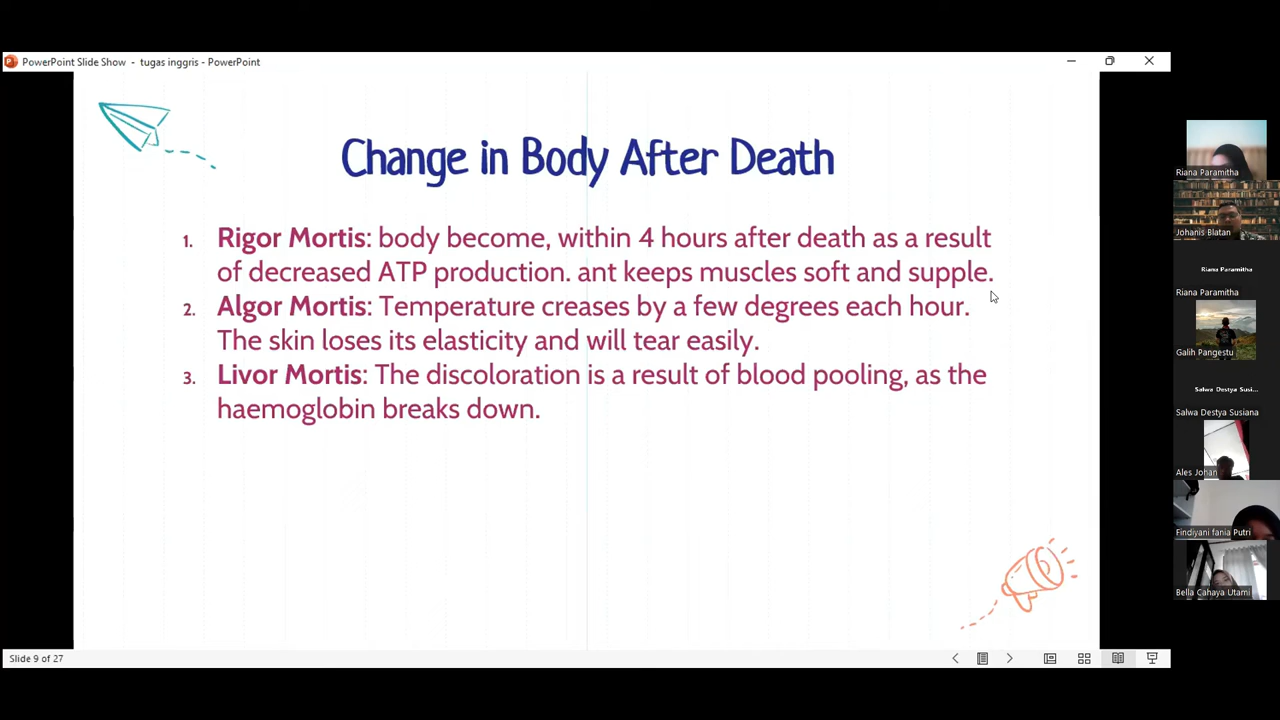 PowerPoint Slide Show - tugas inggris - PowerPoint
Change in Body After Death
1. Rigor Mortis: body become, within 4 hours after death as a result
of decreased ATP production. ant keeps muscles soft and supple.
2. Algor Mortis: Temperature creases by a few degrees each hour.
The skin loses its elasticity and will tear easily.
3. Livor Mortis: The discoloration is a result of blood pooling, as the
haemoglobin breaks down.
Slide 9 of 27
Riana Paramitha
Johanis Blatan
Riana Paramitha
Riana Paramitha
Galih Pangestu
Salwa Destya Susi...
Salwa Destya Susiana
Ales Johan
Findiyani fania Putri
Bella Cahaya Utami